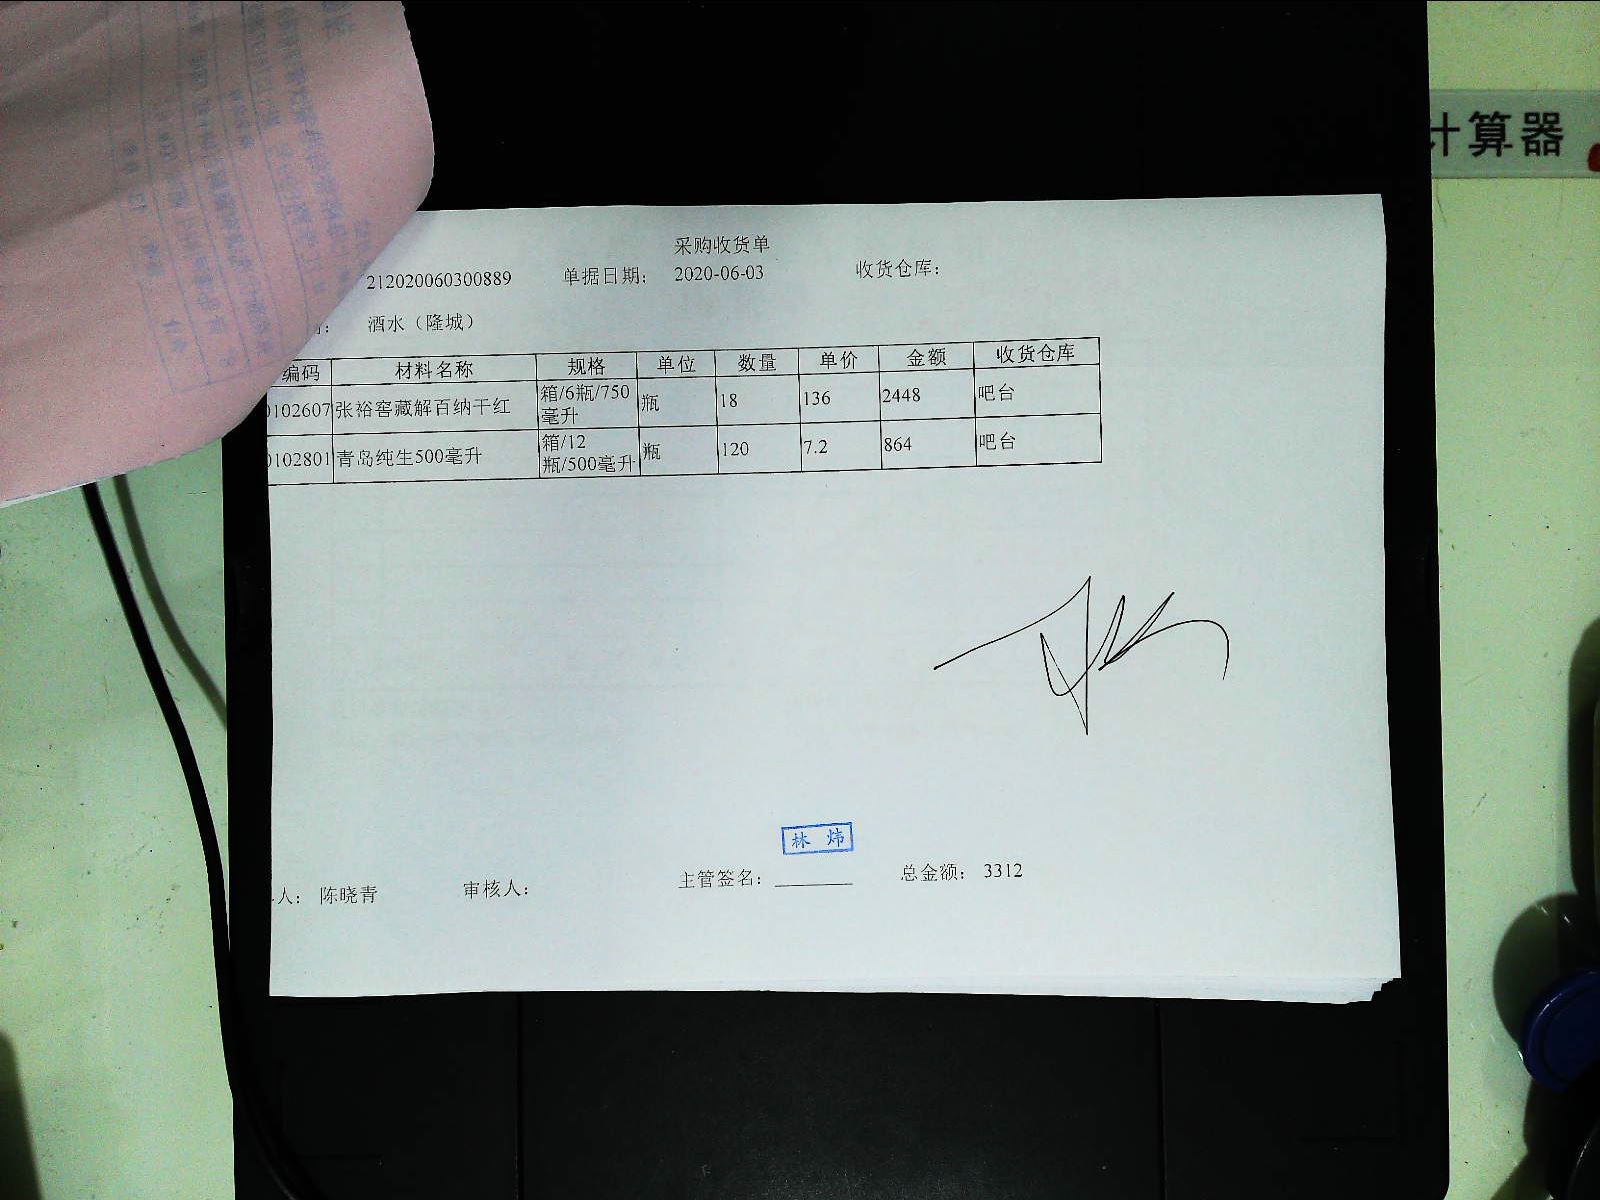 计算器
采购收货单
212020060300889 单据日期： 2020-06-03 收货仓库：
酒水（隆城）
编码 材料名称 规格 单位 数量 单价 金额 收货仓库
0102607 张裕窖藏解百纳干红 箱/6瓶/750毫升 瓶 18 136 2448 吧台
0102801 青岛纯生500毫升 箱/12瓶/500毫升 瓶 120 7.2 864 吧台
林炜
人： 陈晓青 审核人： 主管签名： 总金额： 3312